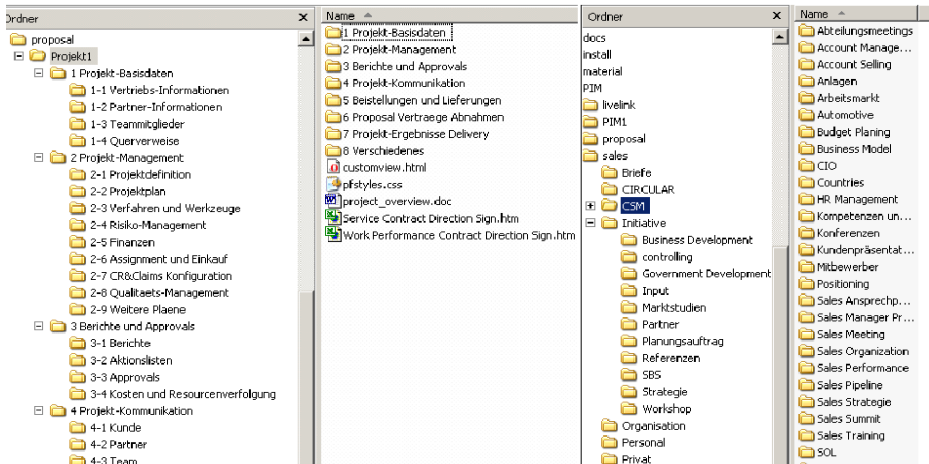 Ordner
proposal
Projekt1
1 Projekt-Basisdaten
1-1 Vertriebs-Informationen
1-2 Partner-Informationen
1-3 Teammitglieder
1-4 Querverweise
2 Projekt-Management
2-1 Projektdefinition
2-2 Projektplan
2-3 Verfahren und Werkzeuge
2-4 Risiko-Management
2-5 Finanzen
2-6 Assignment und Einkauf
2-7 CR&Claims Konfiguration
2-8 Qualitaets-Management
2-9 Weitere Plaene
3 Berichte und Approvals
3-1 Berichte
3-2 Aktionslisten
3-3 Approvals
3-4 Kosten und Resourcenverfolgung
4 Projekt-Kommunikation
4-1 Kunde
4-2 Partner
4-3 Team
Name
1 Projekt-Basisdaten
2 Projekt-Management
3 Berichte und Approvals
4 Projekt-Kommunikation
5 Beistellungen und Lieferungen
6 Proposal Vertraege Abnahmen
7 Projekt-Ergebnisse Delivery
8 Verschiedenes
customview.html
pfstyles.css
project_overview.doc
Service Contract Direction Sign.htm
Work Performance Contract Direction Sign.htm
Ordner
docs
install
material
PIM
livelink
PIM1
proposal
sales
Briefe
CIRCULAR
CSM
Initiative
Business Development
controlling
Government Development
Input
Marktstudien
Partner
Planungsauftrag
Referenzen
SBS
Strategie
Workshop
Organisation
Personal
Privat
Name
Abteilungsmeetings
Account Manage...
Account Selling
Anlagen
Arbeitsmarkt
Automotive
Budget Planing
Business Model
CIO
Countries
HR Management
Kompetenzen un...
Konferenzen
Kundenpräsentat...
Mitbewerber
Positioning
Sales Ansprechp...
Sales Manager Pr...
Sales Meeting
Sales Organization
Sales Performance
Sales Pipeline
Sales Strategie
Sales Summit
Sales Training
SOL